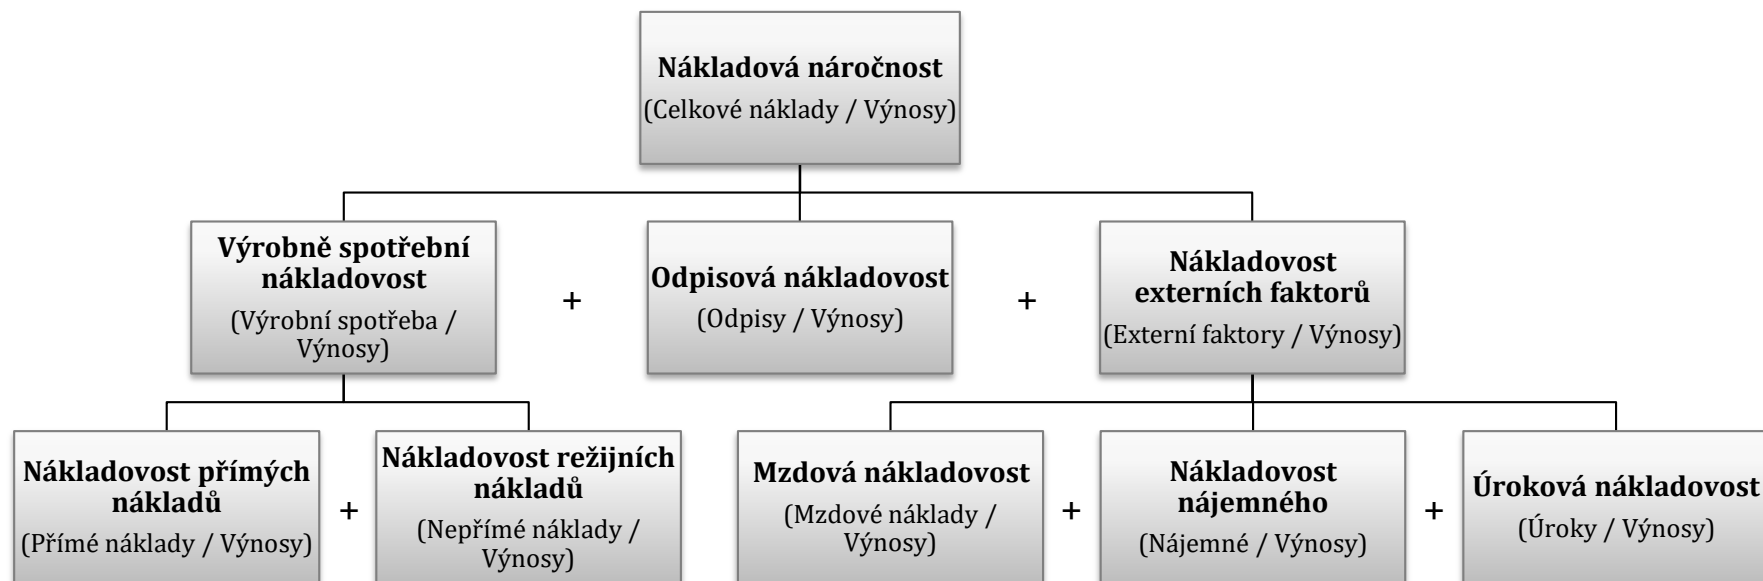 Nákladová náročnost
(Celkové náklady / Výnosy)
Výrobně spotřební
nákladovost
(Výrobní spotřeba /
Výnosy)
+
Odpisová nákladovost
(Odpisy / Výnosy)
+
Nákladovost
externích faktorů
(Externí faktory / Výnosy)
Nákladovost přímých
nákladů
(Přímé náklady / Výnosy)
+
Nákladovost režijních
nákladů
(Nepřímé náklady /
Výnosy)
Mzdová nákladovost
(Mzdové náklady /
Výnosy)
+
Nákladovost
nájemného
(Nájemné / Výnosy)
+
Úroková nákladovost
(Úroky / Výnosy)